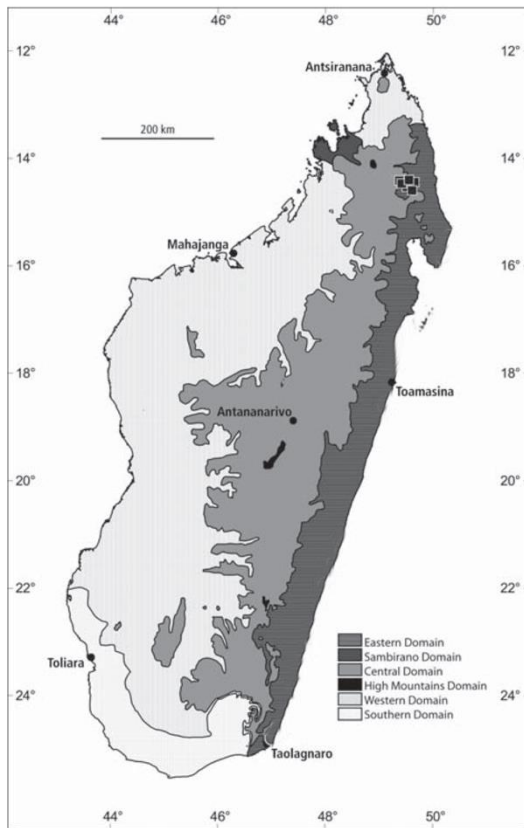 44° 46° 48° 50°
12°
Antsiranana
200 km
14°
14°
Mahajanga
16°
16°
18°
18°
Toamasina
Antananarivo
20°
20°
22°
22°
Eastern Domain
Sambirano Domain
Toliara
Central Domain
High Mountains Domain
24°
Western Domain
24°
Southern Domain
Taolagnaro
44° 46° 48° 50°
12°